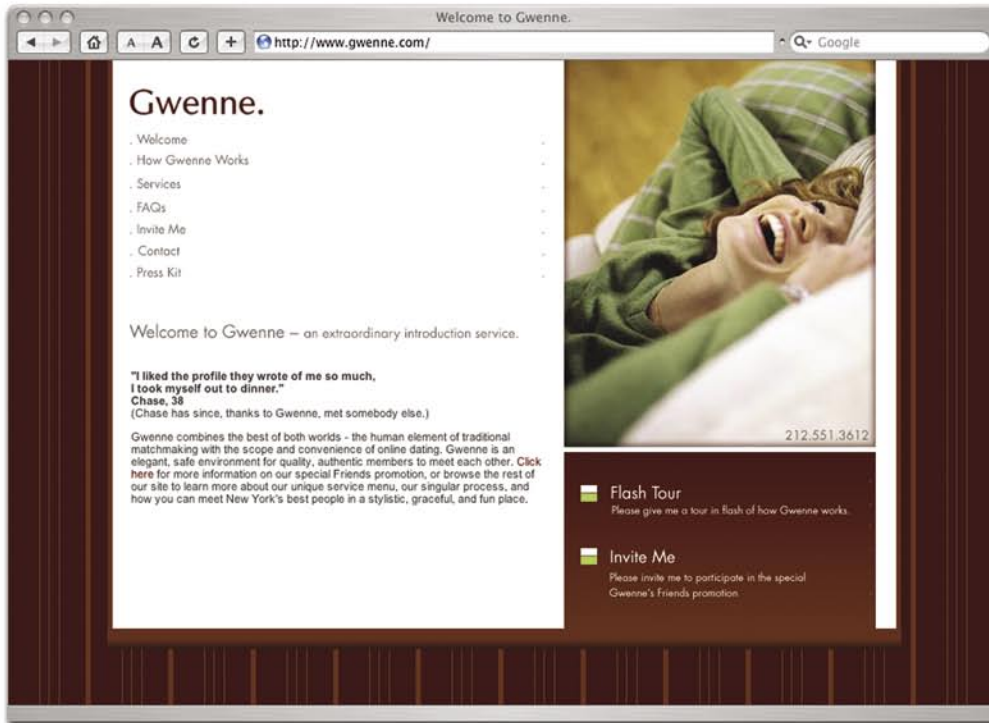 Welcome to Gwenne.
A A
http://www.gwenne.com/
Google
Gwenne.
. Welcome
. How Gwenne Works
. Services
. FAQs
. Invite Me
. Contact
. Press Kit
Welcome to Gwenne – an extraordinary introduction service.
"I liked the profile they wrote of me so much,
I took myself out to dinner."
Chase, 38
(Chase has since, thanks to Gwenne, met somebody else.)
Gwenne combines the best of both worlds - the human element of traditional
matchmaking with the scope and convenience of online dating. Gwenne is an
elegant, safe environment for quality, authentic members to meet each other. Click
here for more information on our special Friends promotion, or browse the rest of
our site to learn more about our unique service menu, our singular process, and
how you can meet New York's best people in a stylistic, graceful, and fun place.
212.551.3612
Flash Tour
Please give me a tour in flash of how Gwenne works.
Invite Me
Please invite me to participate in the special
Gwenne's Friends promotion